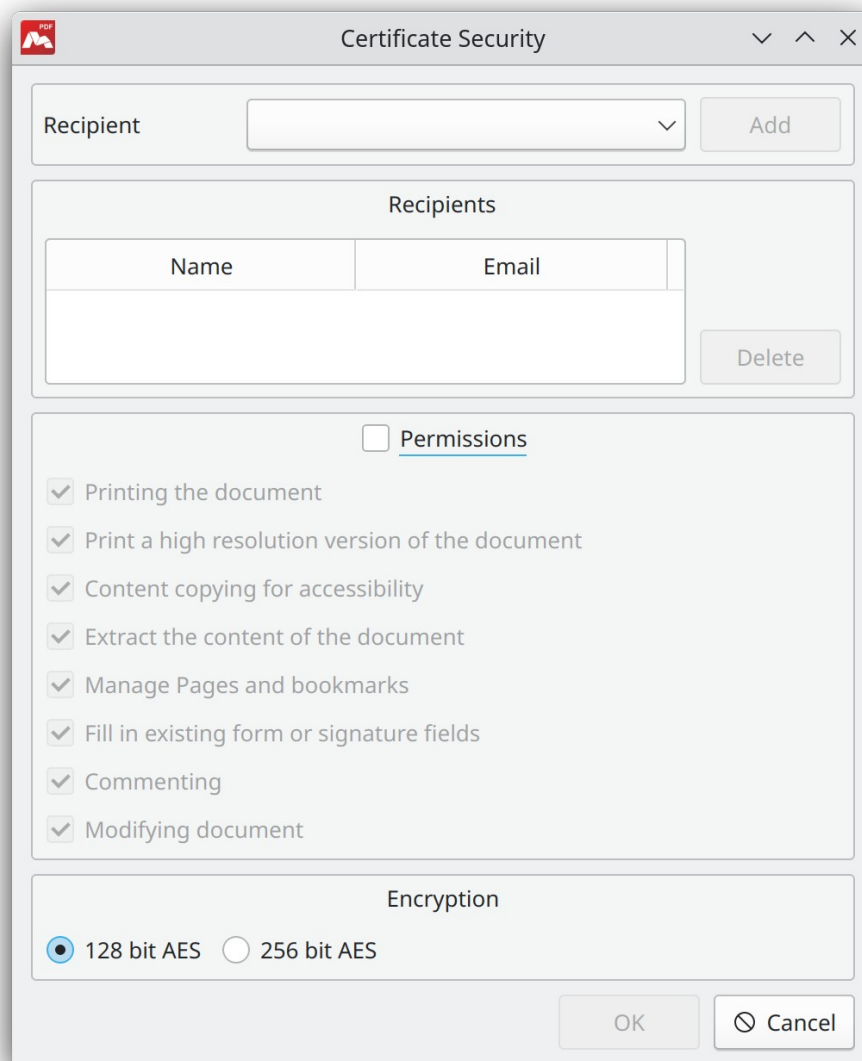 PDF
Certificate Security
Recipient
Add
Recipients
Name Email
Delete
Permissions
Printing the document
Print a high resolution version of the document
Content copying for accessibility
Extract the content of the document
Manage Pages and bookmarks
Fill in existing form or signature fields
Commenting
Modifying document
Encryption
128 bit AES 256 bit AES
OK Cancel